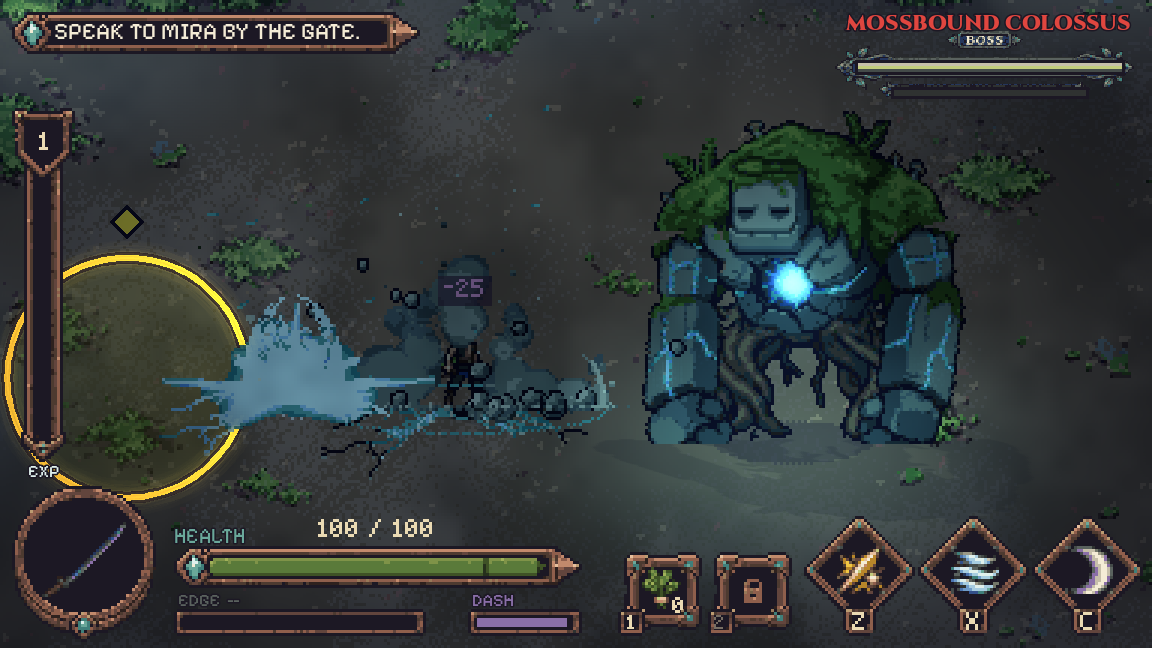 SPEAK TO MIRA BY THE GATE.
MOSSBOUND COLOSSUS
BOSS
1
-25
EXP
HEALTH
100 / 100
EDGE --
DASH
0
1
2
Z
X
C